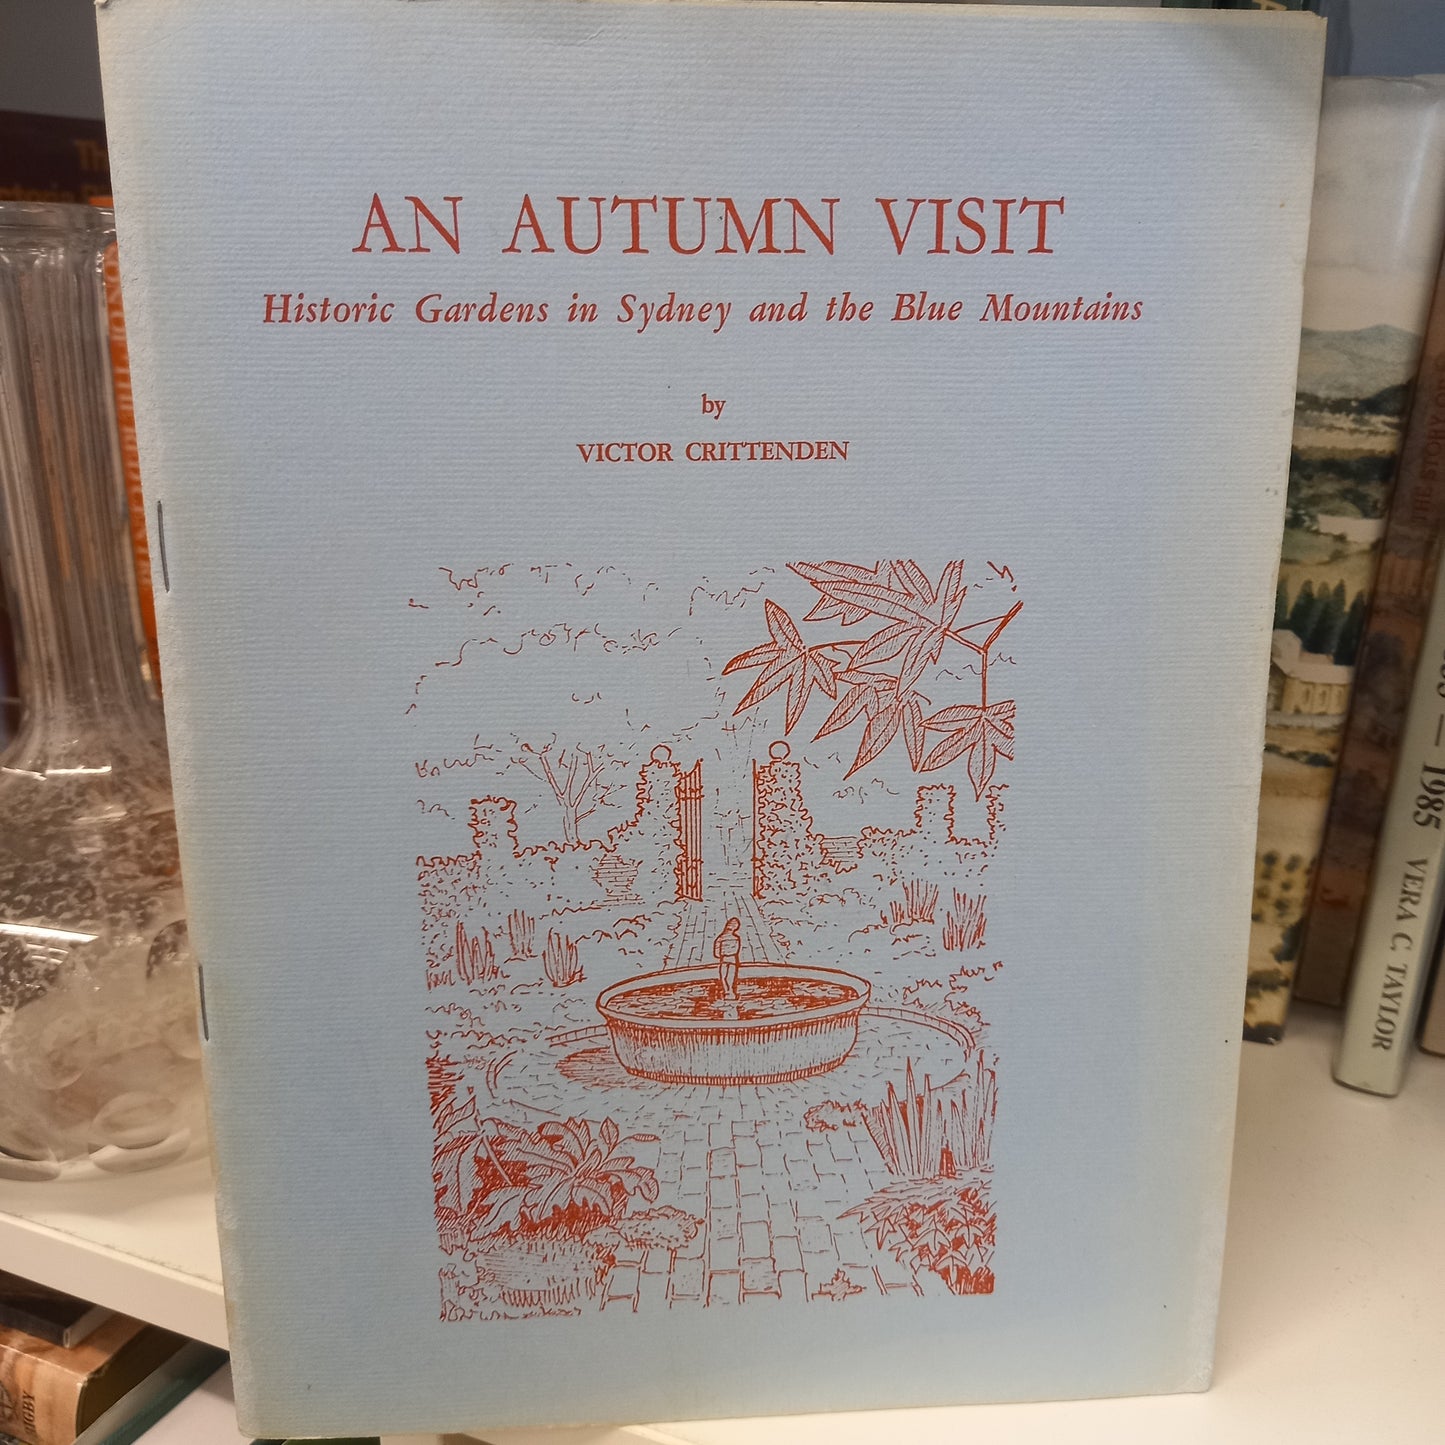 AN AUTUMN VISIT
Historic Gardens in Sydney and the Blue Mountains
by
VICTOR CRITTENDEN
1985 VERA C. TAYLOR